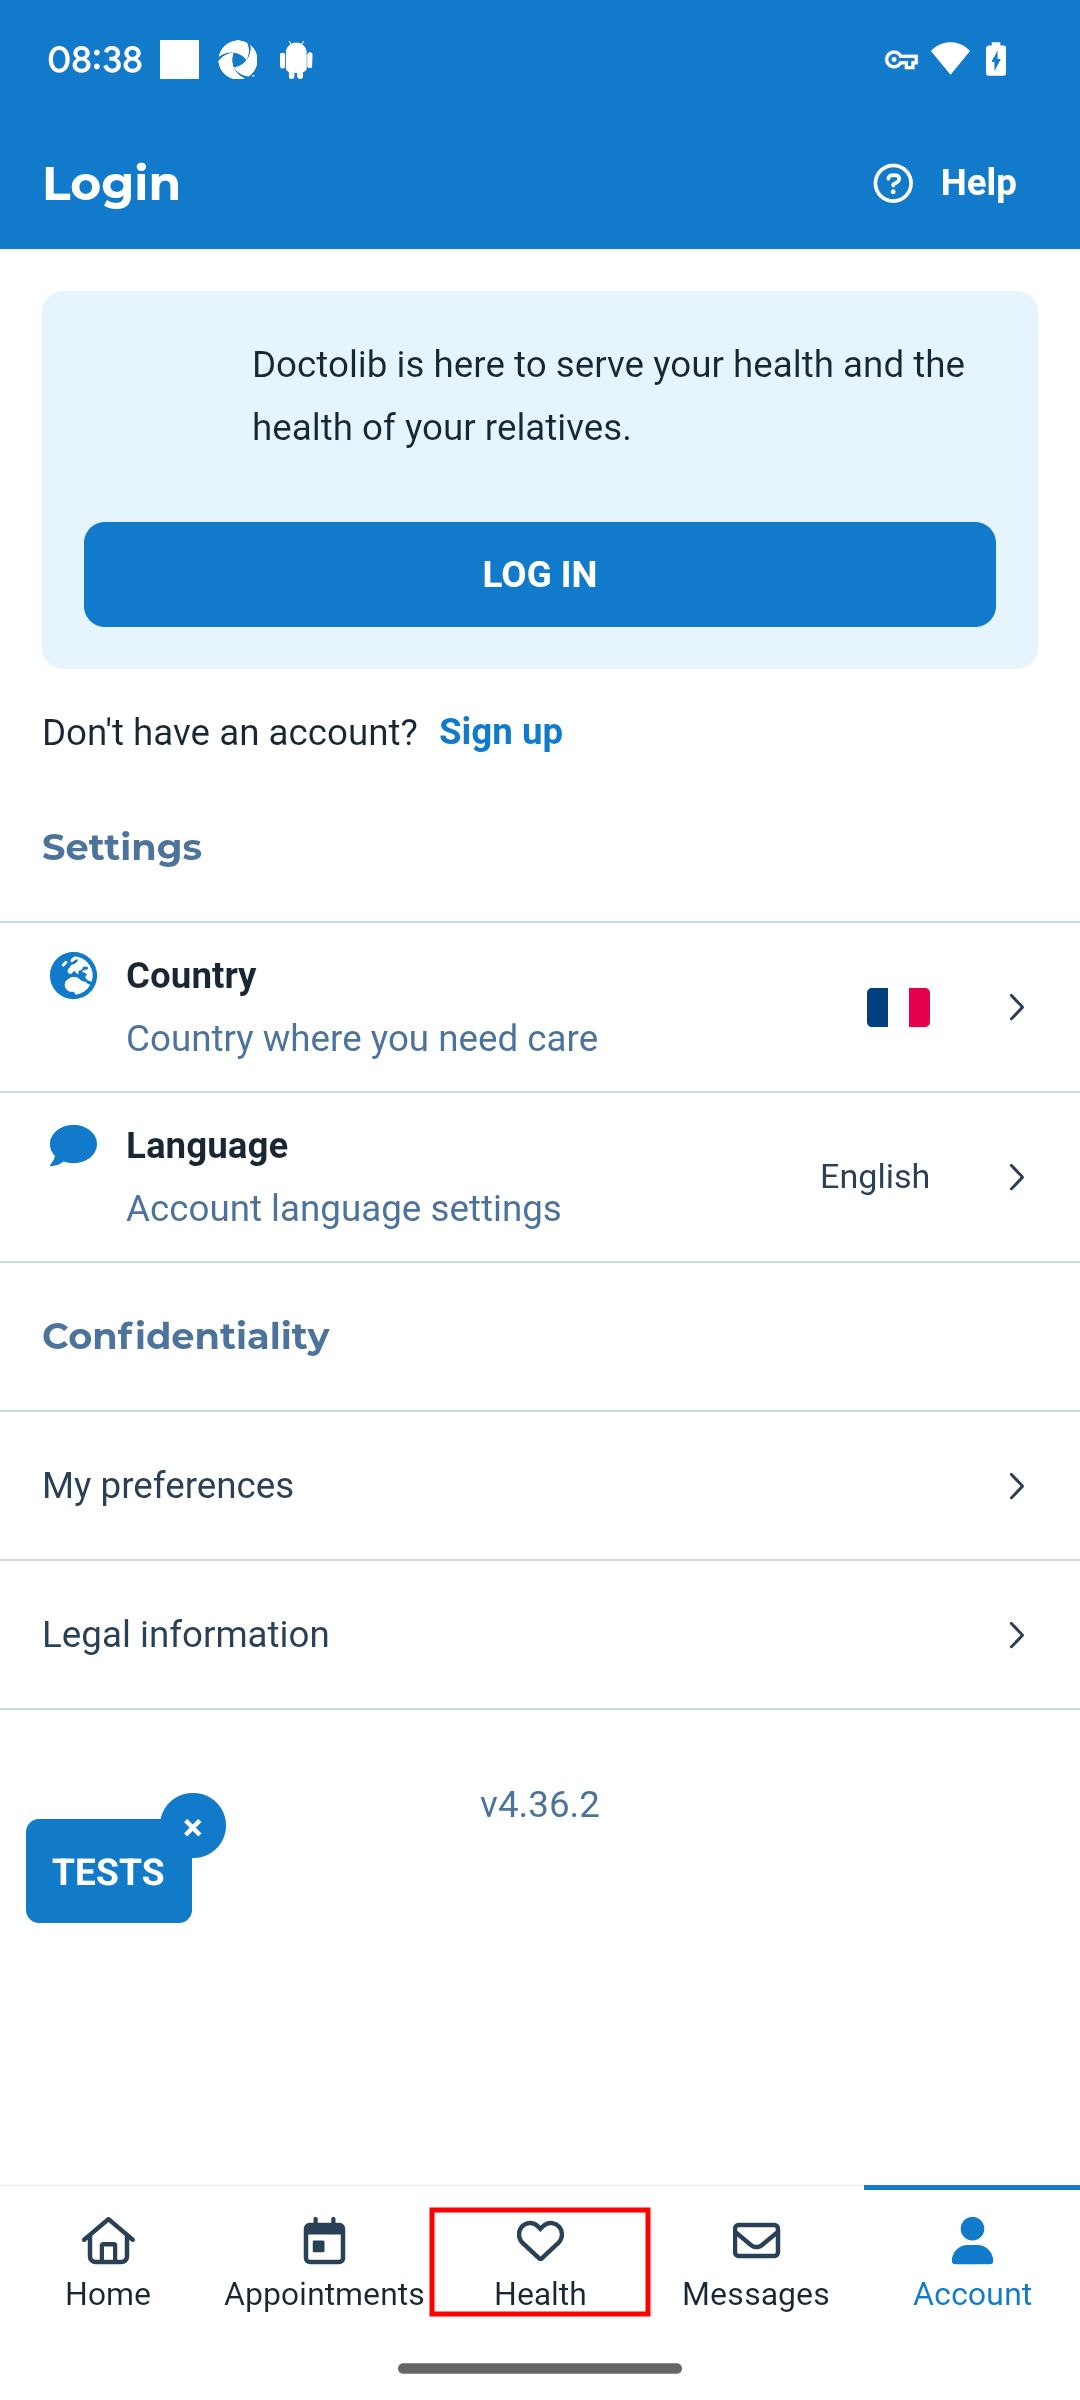 08:38
Login
Help
Doctolib is here to serve your health and the
health of your relatives.
LOG IN
Don't have an account? Sign up
Settings
Country
Country where you need care
Language
Account language settings
English
Confidentiality
My preferences
Legal information
v4.36.2
×
TESTS
Home
Appointments
Health
Messages
Account